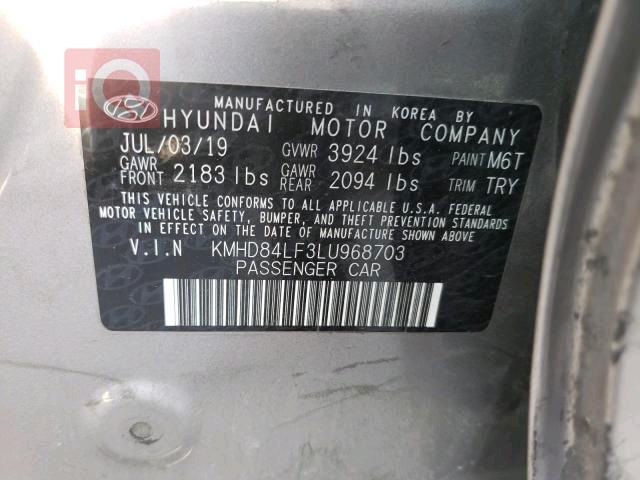 iQ
MANUFACTURED IN KOREA BY
HYUNDAI MOTOR COMPANY
JUL/03/19 GVWR 3924 lbs PAINT M6T
GAWR FRONT 2183 lbs GAWR REAR 2094 lbs TRIM TRY
THIS VEHICLE CONFORMS TO ALL APPLICABLE U.S.A. FEDERAL
MOTOR VEHICLE SAFETY, BUMPER, AND THEFT PREVENTION STANDARDS
IN EFFECT ON THE DATE OF MANUFACTURE SHOWN ABOVE.
V.I.N KMHD84LF3LU968703
PASSENGER CAR